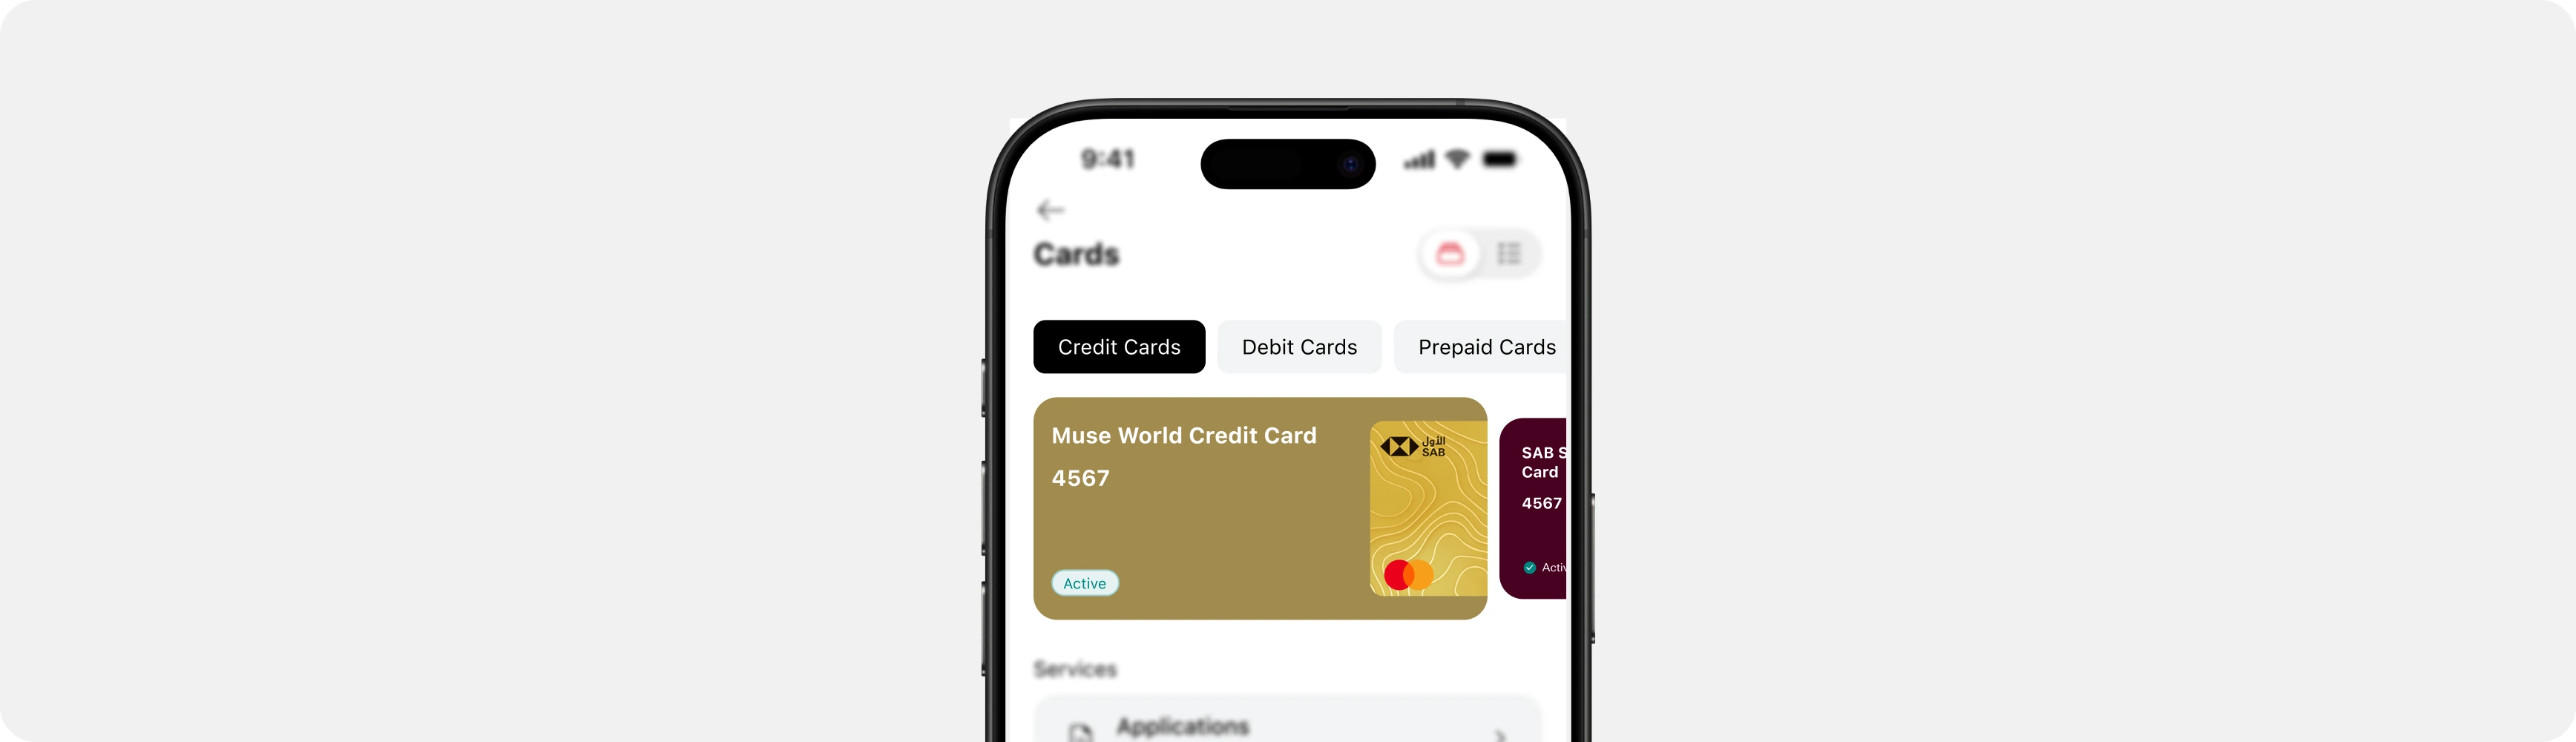 9:41
Cards
Credit Cards
Debit Cards
Prepaid Cards
Muse World Credit Card
4567
الأول
SAB
Active
SAB S
Card
4567
Activ
Services
Applications